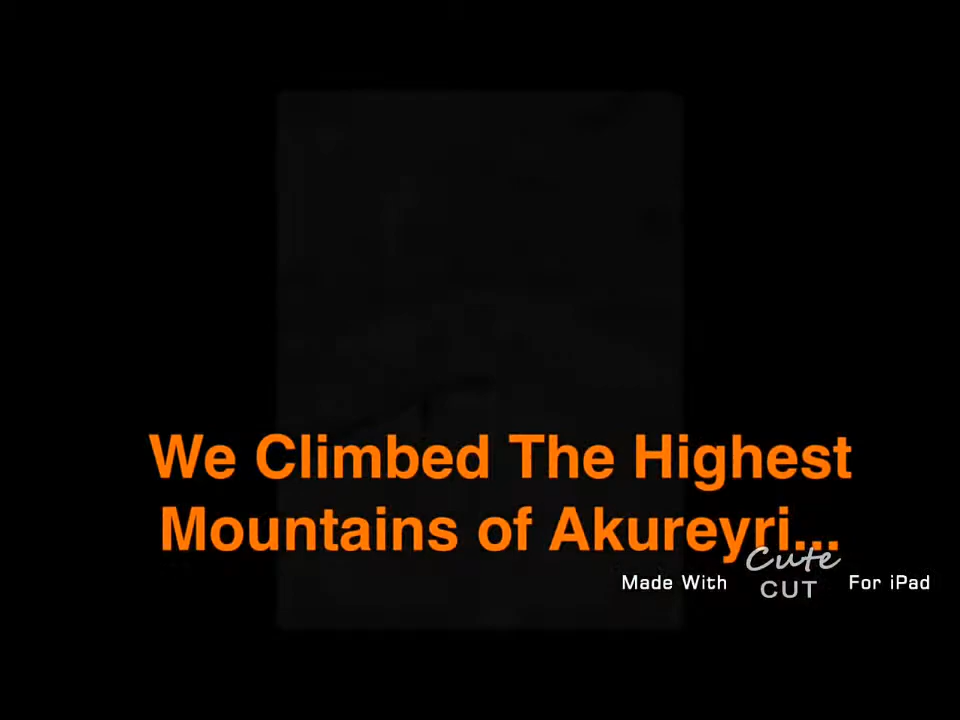 We Climbed The Highest
Mountains of Akureyri...
Made With Cute CUT For iPad